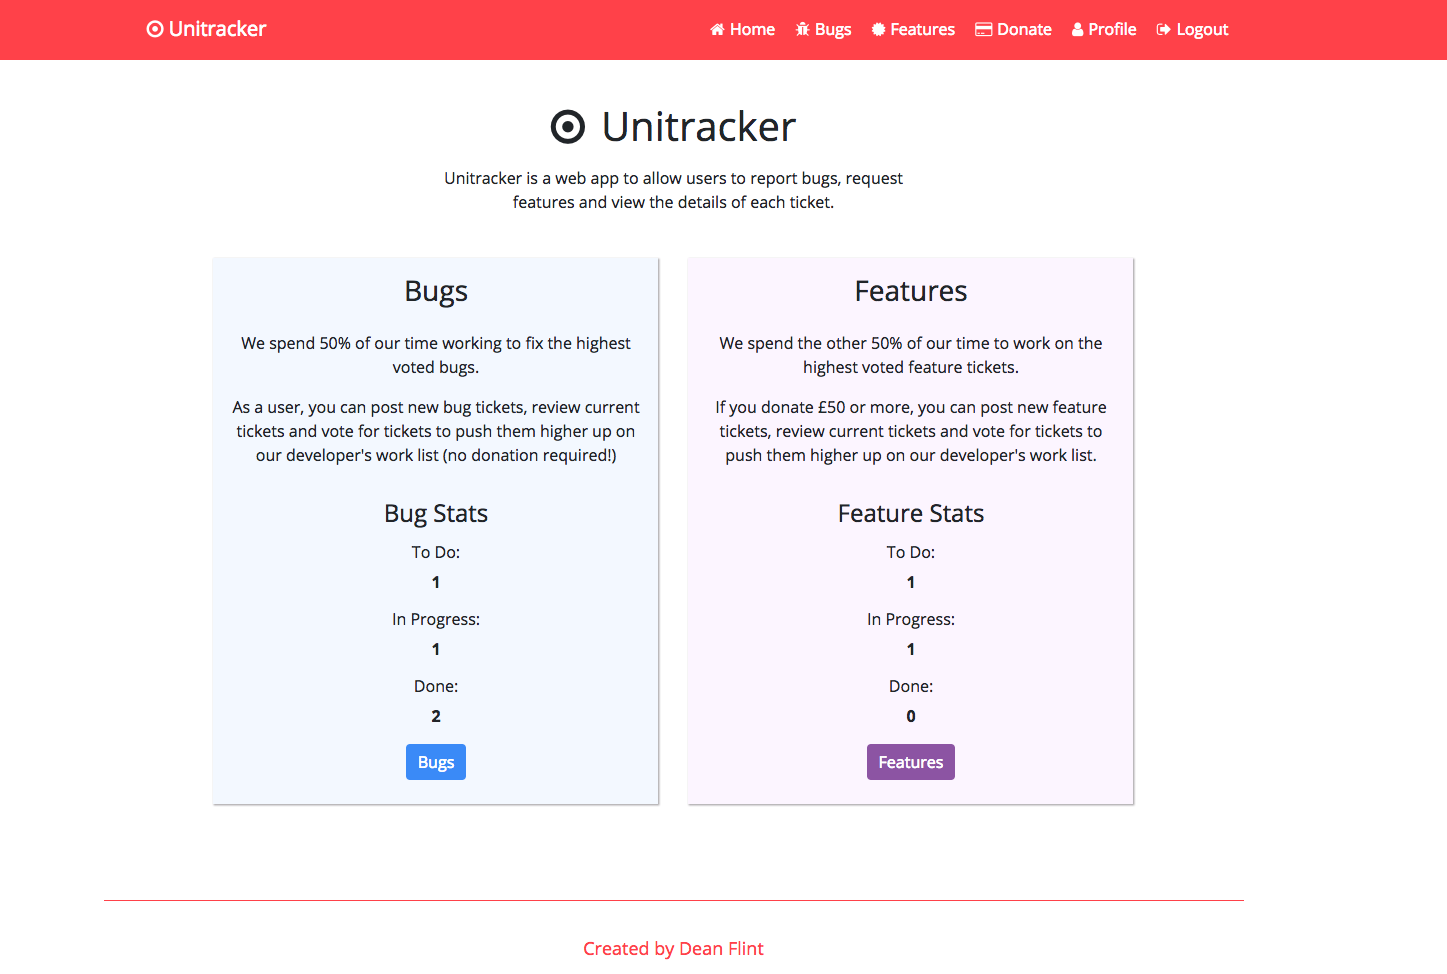 Unitracker
Home Bugs Features Donate Profile Logout
Unitracker
Unitracker is a web app to allow users to report bugs, request
features and view the details of each ticket.
Bugs
We spend 50% of our time working to fix the highest
voted bugs.
As a user, you can post new bug tickets, review current
tickets and vote for tickets to push them higher up on
our developer's work list (no donation required!)
Bug Stats
To Do:
1
In Progress:
1
Done:
2
Bugs
Features
We spend the other 50% of our time to work on the
highest voted feature tickets.
If you donate £50 or more, you can post new feature
tickets, review current tickets and vote for tickets to
push them higher up on our developer's work list.
Feature Stats
To Do:
1
In Progress:
1
Done:
0
Features
Created by Dean Flint